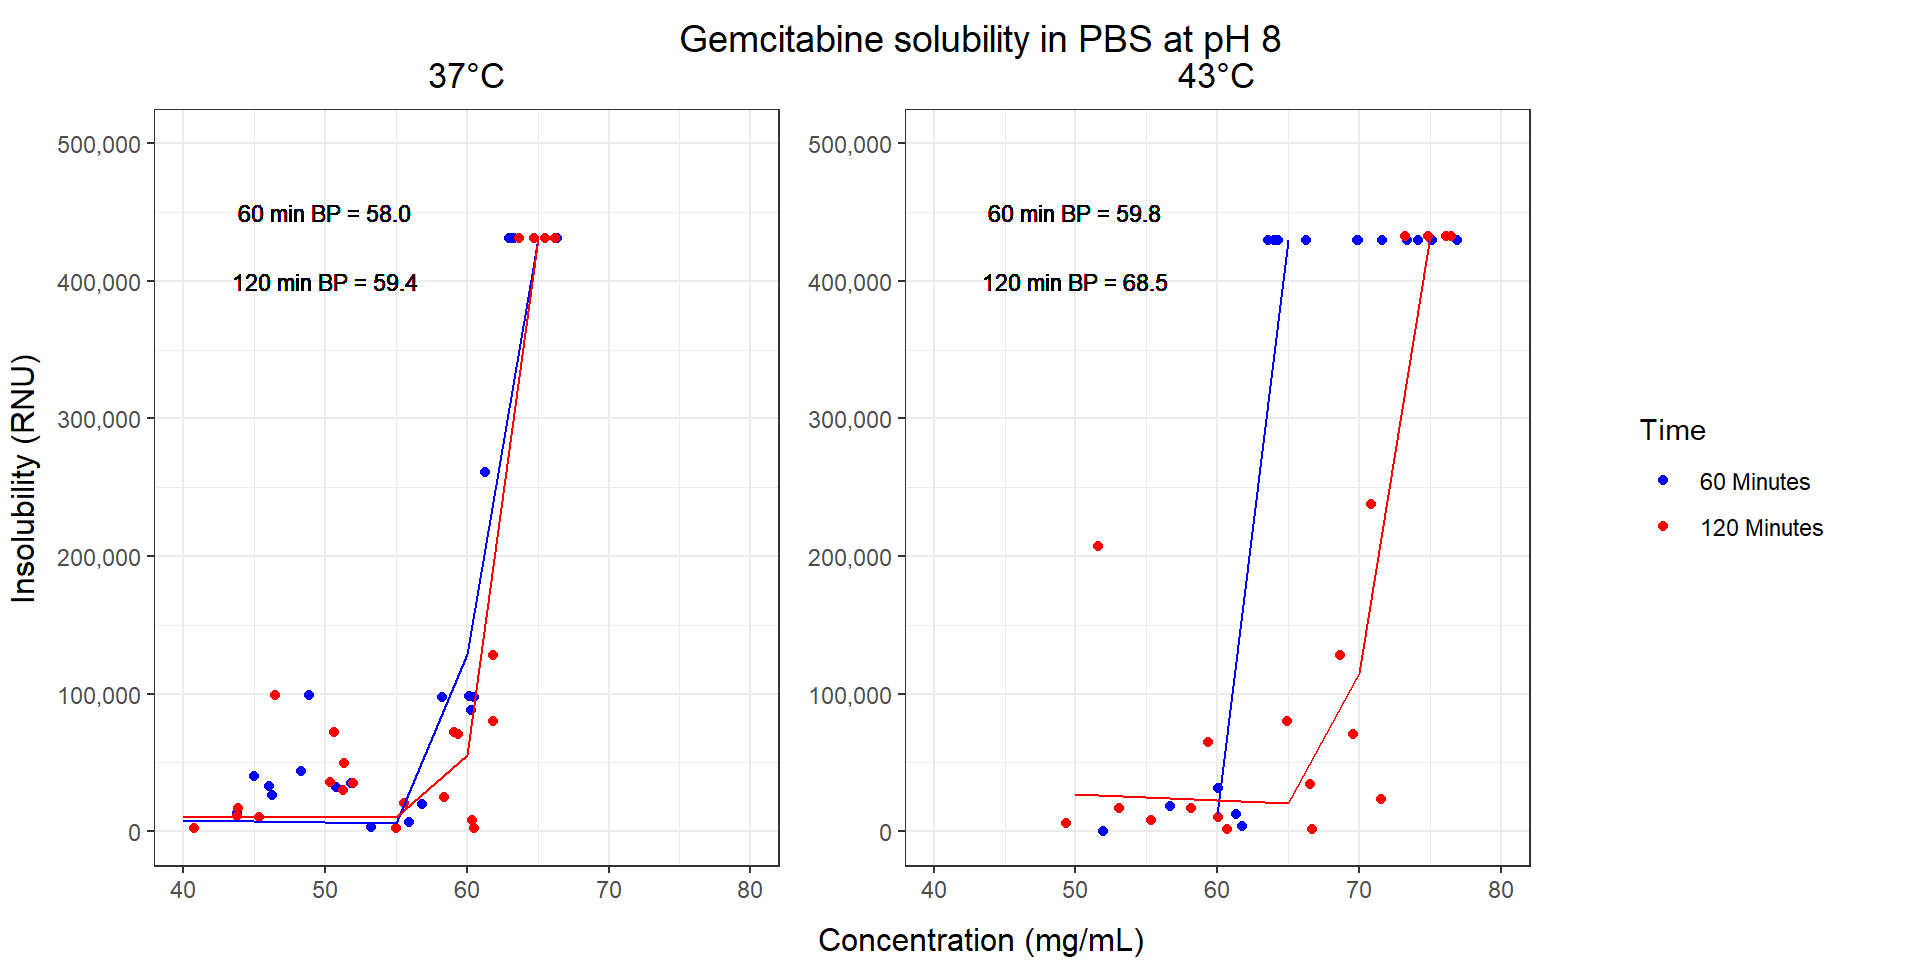 Gemcitabine solubility in PBS at pH 8
37°C
43°C
500,000
400,000
300,000
200,000
100,000
0
60 min BP = 58.0
120 min BP = 59.4
40
50
60
70
80
500,000
400,000
300,000
200,000
100,000
0
60 min BP = 59.8
120 min BP = 68.5
40
50
60
70
80
Insolubility (RNU)
Concentration (mg/mL)
Time
60 Minutes
120 Minutes